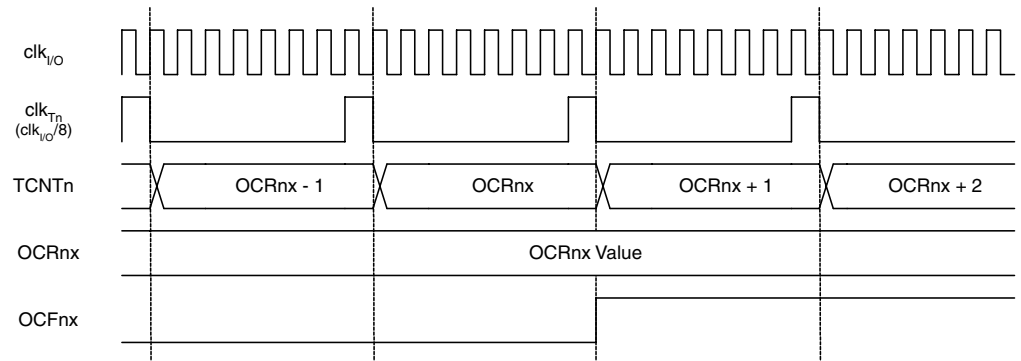 clkI/O
clkTn
(clkI/O/8)
TCNTn OCRnx - 1 OCRnx OCRnx + 1 OCRnx + 2
OCRnx OCRnx Value
OCFnx